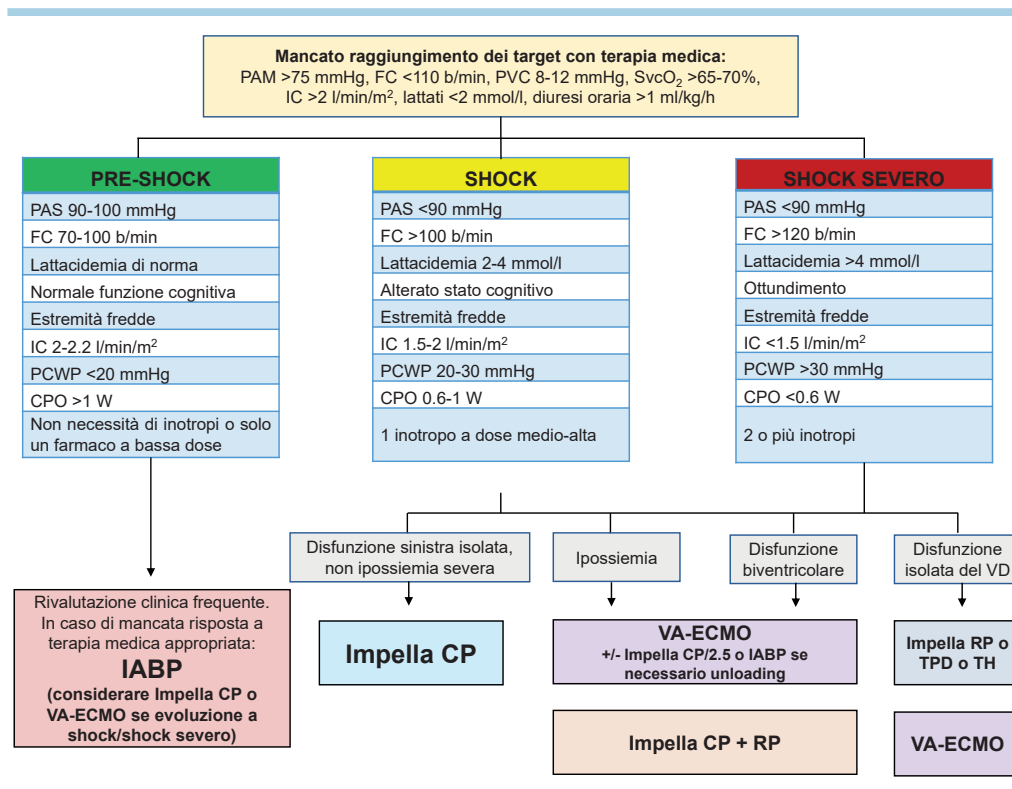 Mancato raggiungimento dei target con terapia medica:
PAM >75 mmHg, FC <110 b/min, PVC 8-12 mmHg, SvcO₂ >65-70%,
IC >2 l/min/m², lattati <2 mmol/l, diuresi oraria >1 ml/kg/h
PRE-SHOCK
PAS 90-100 mmHg
FC 70-100 b/min
Lattacidemia di norma
Normale funzione cognitiva
Estremità fredde
IC 2-2.2 l/min/m²
PCWP <20 mmHg
CPO >1 W
Non necessità di inotropi o solo
un farmaco a bassa dose
SHOCK
PAS <90 mmHg
FC >100 b/min
Lattacidemia 2-4 mmol/l
Alterato stato cognitivo
Estremità fredde
IC 1.5-2 l/min/m²
PCWP 20-30 mmHg
CPO 0.6-1 W
1 inotropo a dose medio-alta
SHOCK SEVERO
PAS <90 mmHg
FC >120 b/min
Lattacidemia >4 mmol/l
Ottundimento
Estremità fredde
IC <1.5 l/min/m²
PCWP >30 mmHg
CPO <0.6 W
2 o più inotropi
Rivalutazione clinica frequente.
In caso di mancata risposta a
terapia medica appropriata:
IABP
(considerare Impella CP o
VA-ECMO se evoluzione a
shock/shock severo)
Disfunzione sinistra isolata,
non ipossiemia severa
Impella CP
Ipossiemia
Disfunzione
biventricolare
VA-ECMO
+/- Impella CP/2.5 o IABP se
necessario unloading
Impella CP + RP
Disfunzione
isolata del VD
Impella RP o
TPD o TH
VA-ECMO